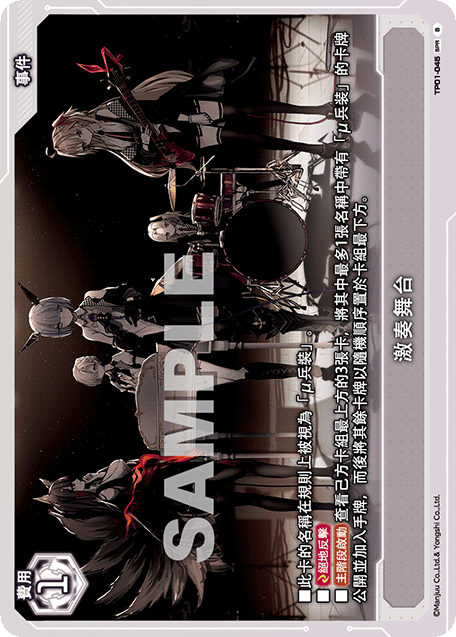 費用
1
事件
SAMPLE
■此卡的名稱在規則上被視為「μ兵裝」。
■絕地反擊
■主階段啟動 查看己方卡組最上方的3張卡，將其中最多1張名稱中帶有「μ兵裝」的卡牌
公開並加入手牌，而後將其餘卡牌以隨機順序置於卡組最下方。
激奏舞台
©Manjuu Co.,Ltd.& Yongshi Co.,Ltd.
TP01-045 SPR B